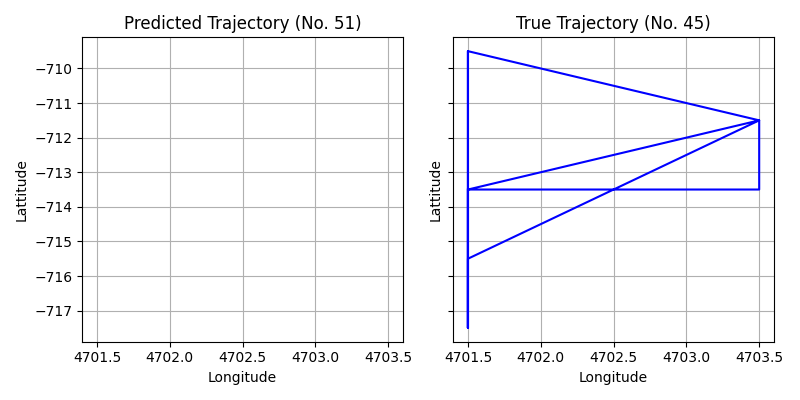 Predicted Trajectory (No. 51)
True Trajectory (No. 45)
Lattitude
−710
−711
−712
−713
−714
−715
−716
−717
4701.5 4702.0 4702.5 4703.0 4703.5
Longitude
Lattitude
4701.5 4702.0 4702.5 4703.0 4703.5
Longitude